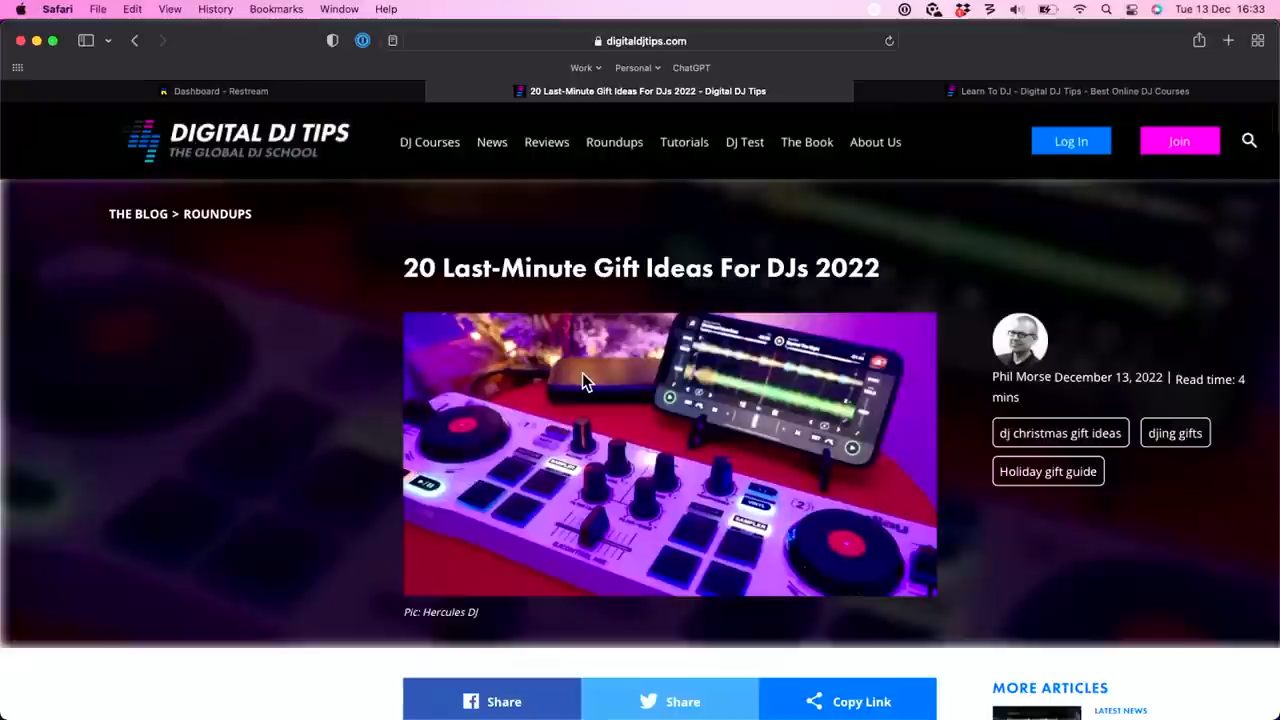 Safari File Edit View History Bookmarks Window Help Tue 13 Dec 16:33
digitaldjtips.com
Work Personal ChatGPT
Dashboard - Restream 20 Last-Minute Gift Ideas For DJs 2022 - Digital DJ Tips Learn To DJ - Digital DJ Tips - Best Online DJ Courses
DIGITAL DJ TIPS
THE GLOBAL DJ SCHOOL
DJ Courses News Reviews Roundups Tutorials DJ Test The Book About Us Log In Join
THE BLOG > ROUNDUPS
20 Last-Minute Gift Ideas For DJs 2022
SAMPLER
VINYL
SAMPLER
Phil Morse December 13, 2022 | Read time: 4
mins
dj christmas gift ideas djing gifts
Holiday gift guide
Pic: Hercules DJ
Share Share Copy Link
MORE ARTICLES
LATEST NEWS